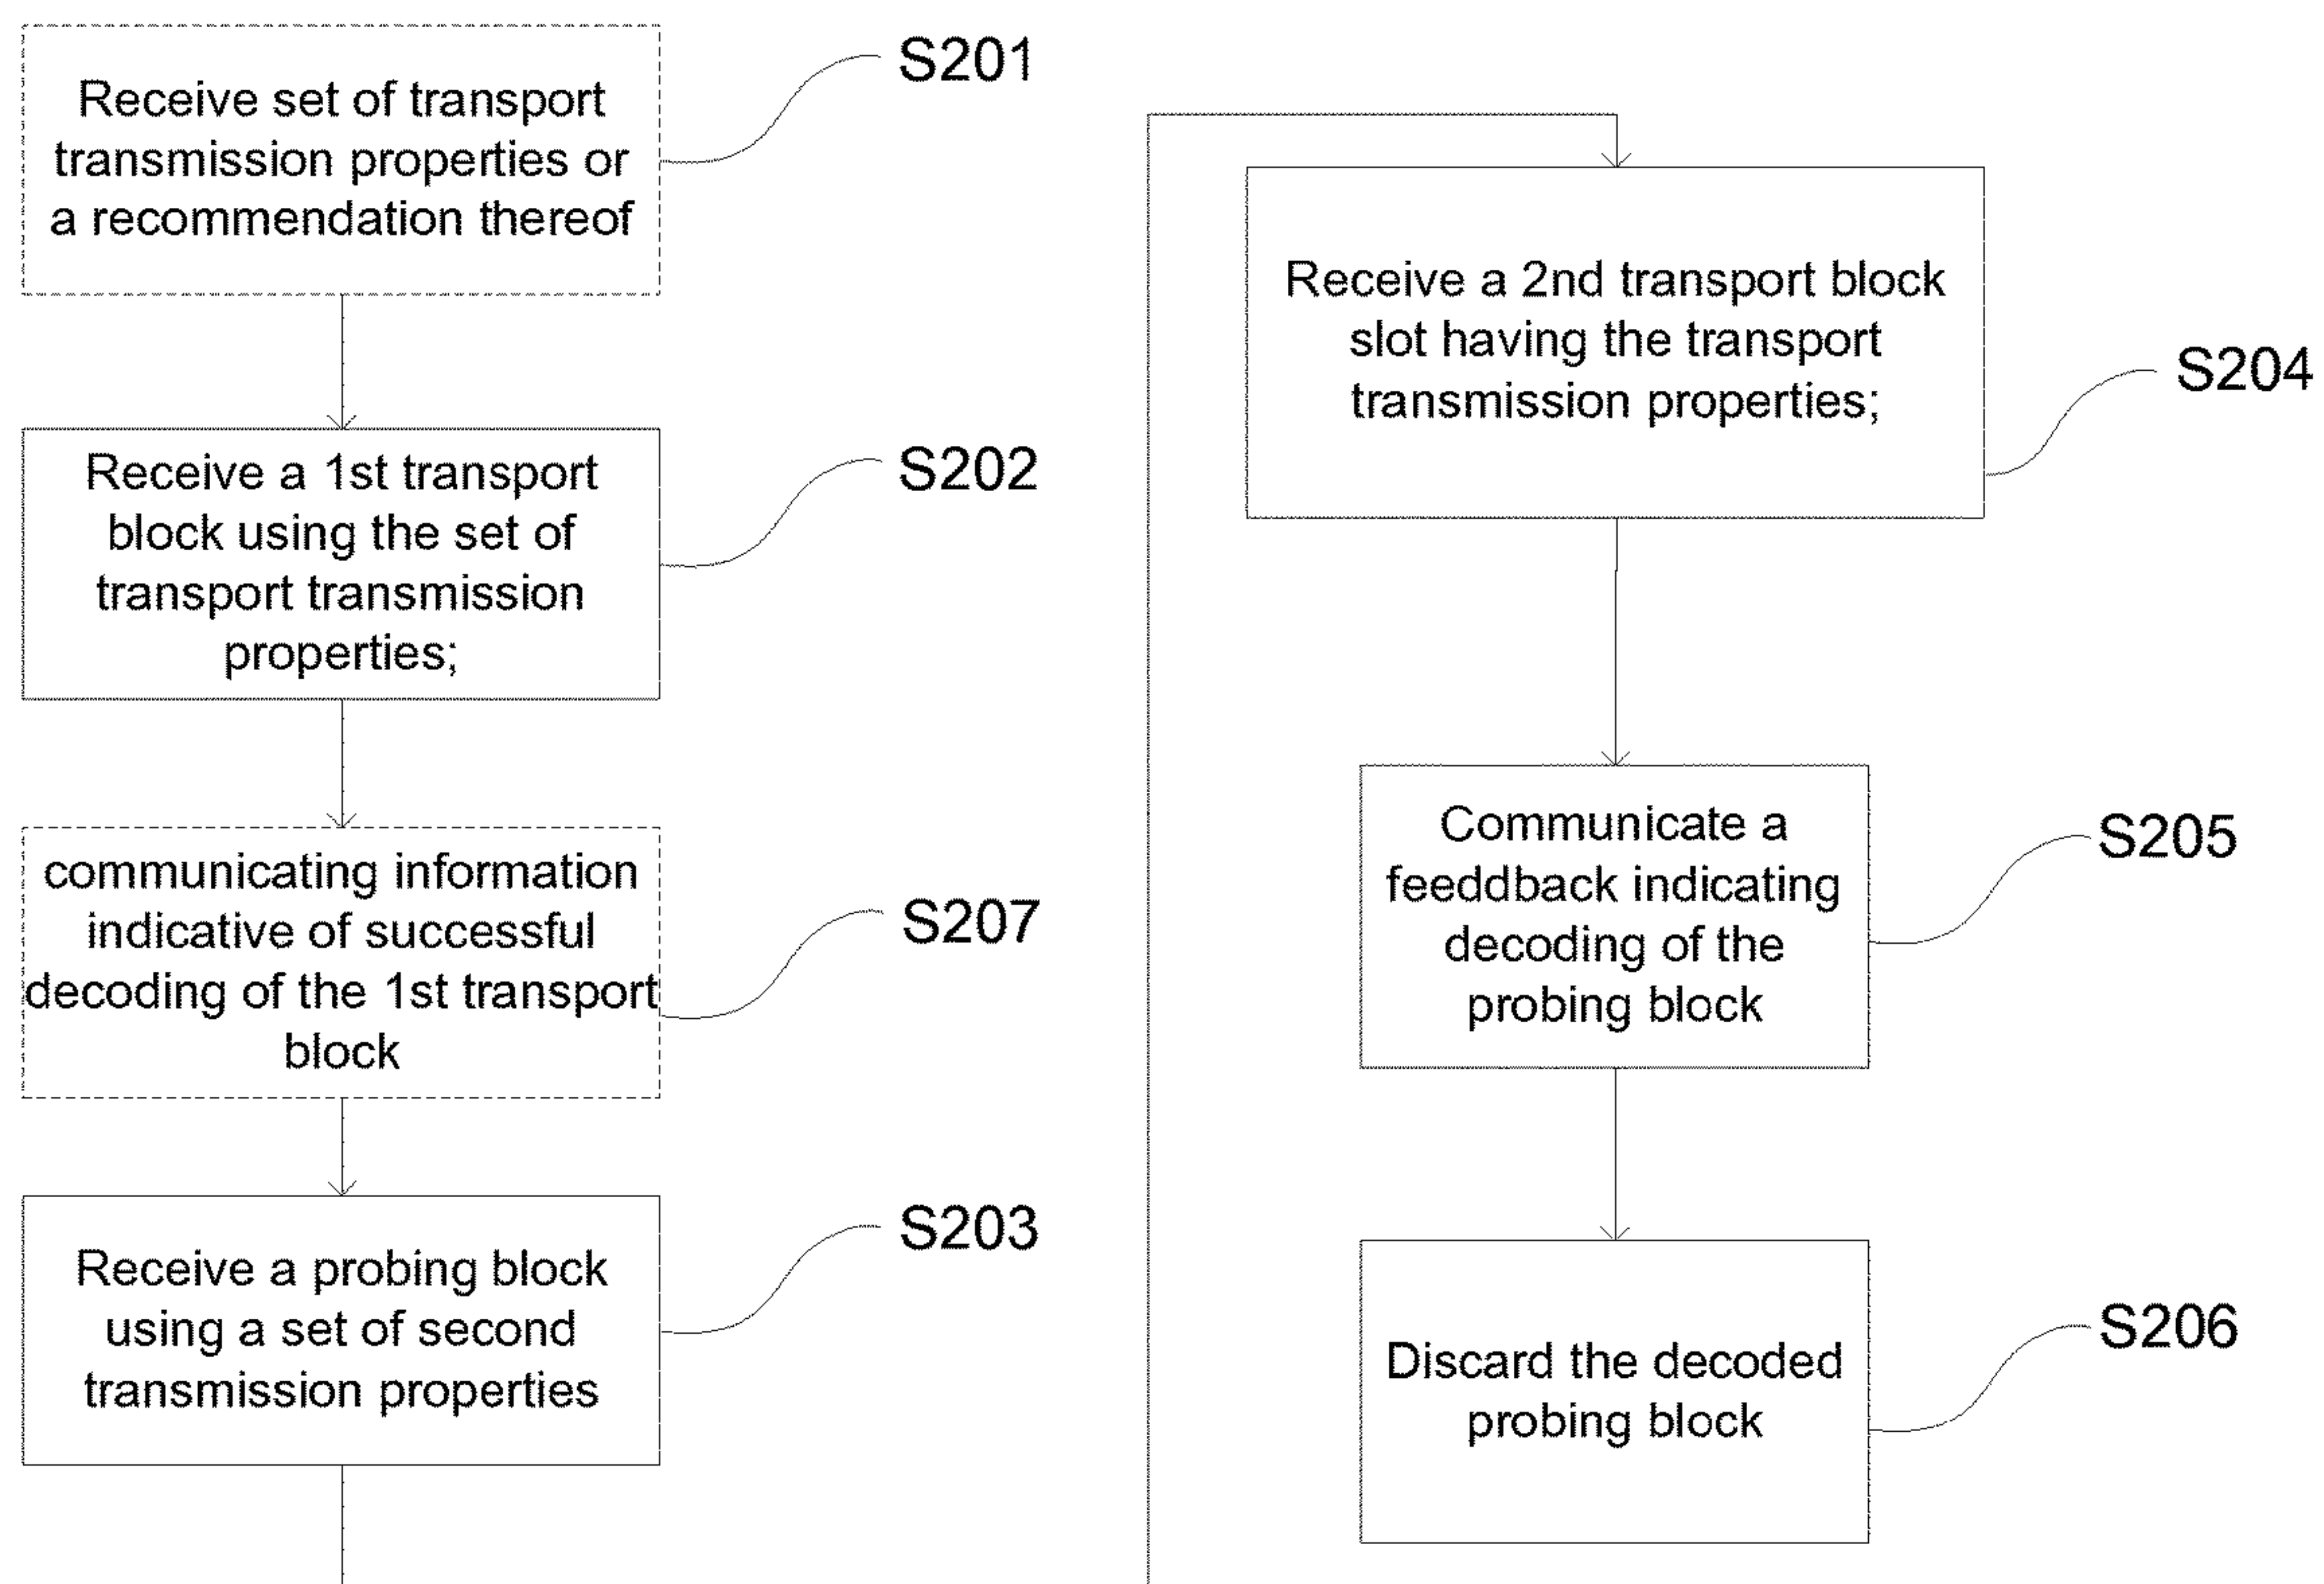 Receive set of transport
transmission properties or
a recommendation thereof
S201
Receive a 1st transport
block using the set of
transport transmission
properties;
S202
communicating information
indicative of successful
decoding of the 1st transport
block
S207
Receive a probing block
using a set of second
transmission properties
S203
Receive a 2nd transport block
slot having the transport
transmission properties;
S204
Communicate a
feeddback indicating
decoding of the
probing block
S205
Discard the decoded
probing block
S206